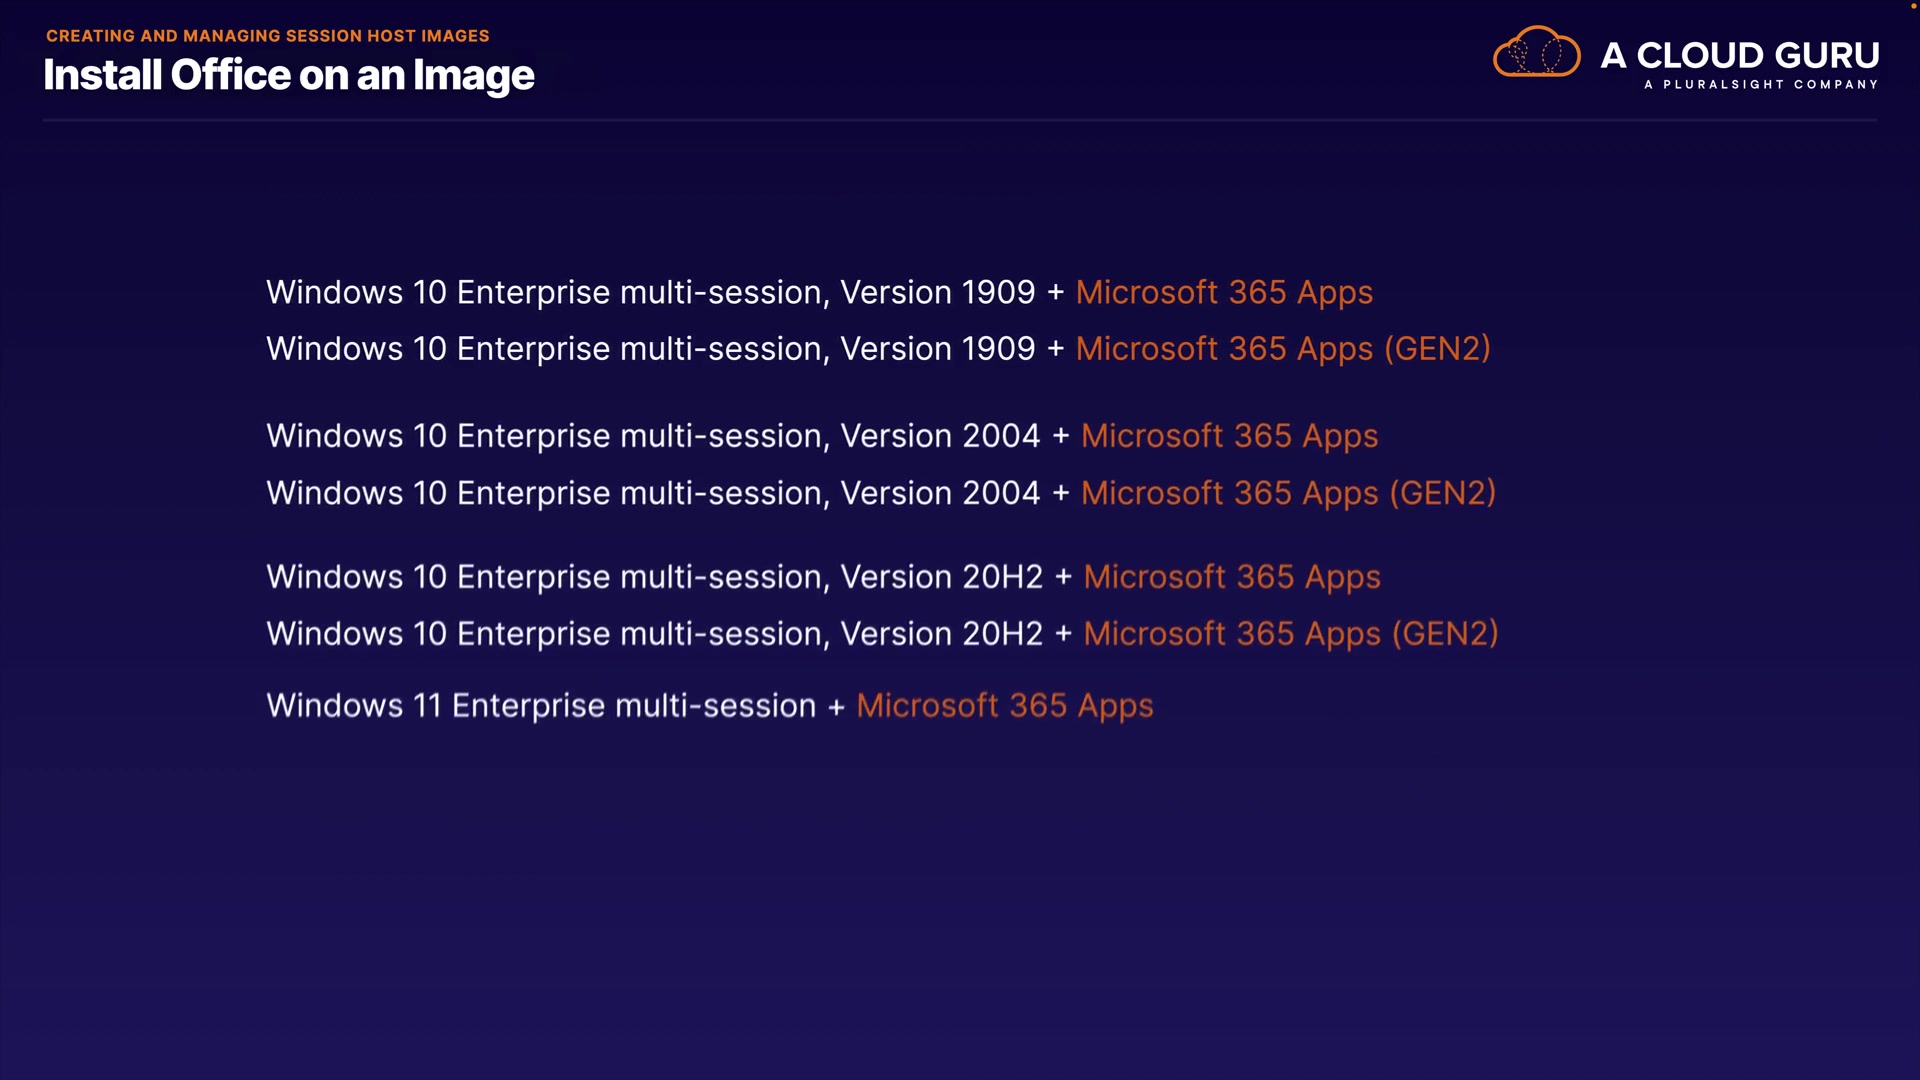 CREATING AND MANAGING SESSION HOST IMAGES
Install Office on an Image
A CLOUD GURU
A PLURALSIGHT COMPANY
Windows 10 Enterprise multi-session, Version 1909 + Microsoft 365 Apps
Windows 10 Enterprise multi-session, Version 1909 + Microsoft 365 Apps (GEN2)
Windows 10 Enterprise multi-session, Version 2004 + Microsoft 365 Apps
Windows 10 Enterprise multi-session, Version 2004 + Microsoft 365 Apps (GEN2)
Windows 10 Enterprise multi-session, Version 20H2 + Microsoft 365 Apps
Windows 10 Enterprise multi-session, Version 20H2 + Microsoft 365 Apps (GEN2)
Windows 11 Enterprise multi-session + Microsoft 365 Apps